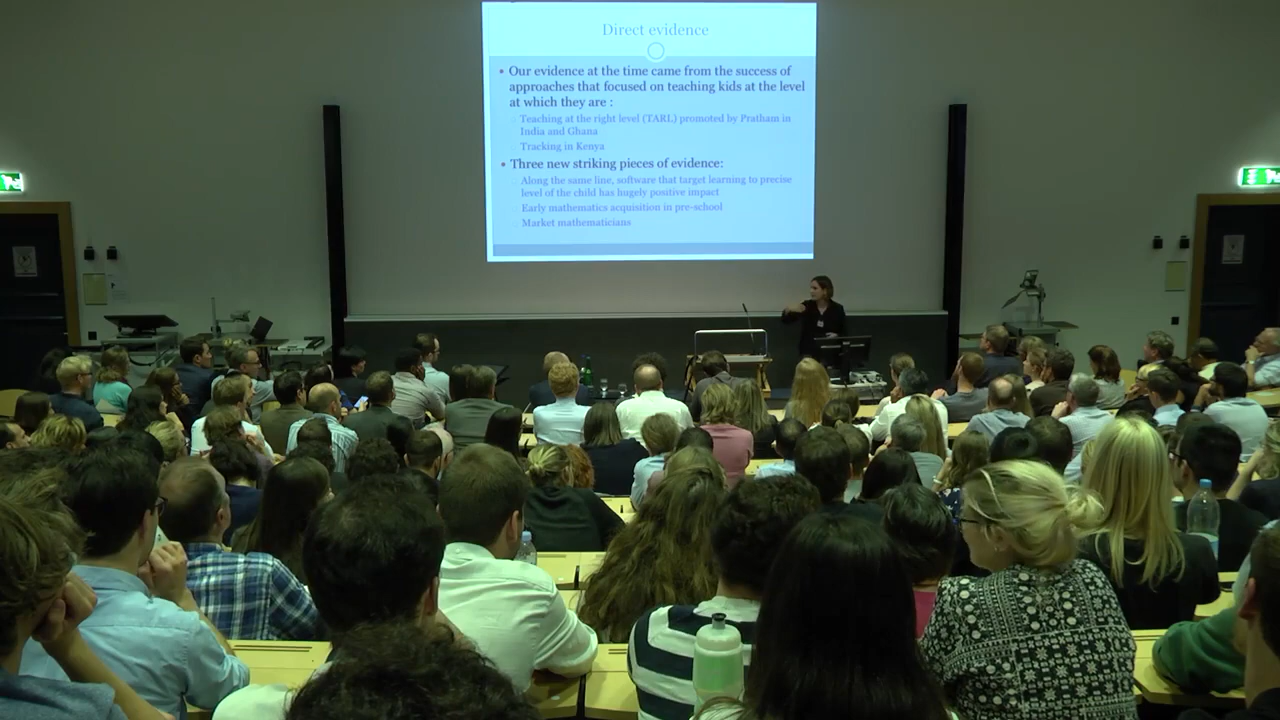 Direct evidence
• Our evidence at the time came from the success of
approaches that focused on teaching kids at the level
at which they are :
Teaching at the right level (TARL) promoted by Pratham in
India and Ghana
Tracking in Kenya
• Three new striking pieces of evidence:
Along the same line, software that target learning to precise
level of the child has hugely positive impact
Early mathematics acquisition in pre-school
Market mathematicians